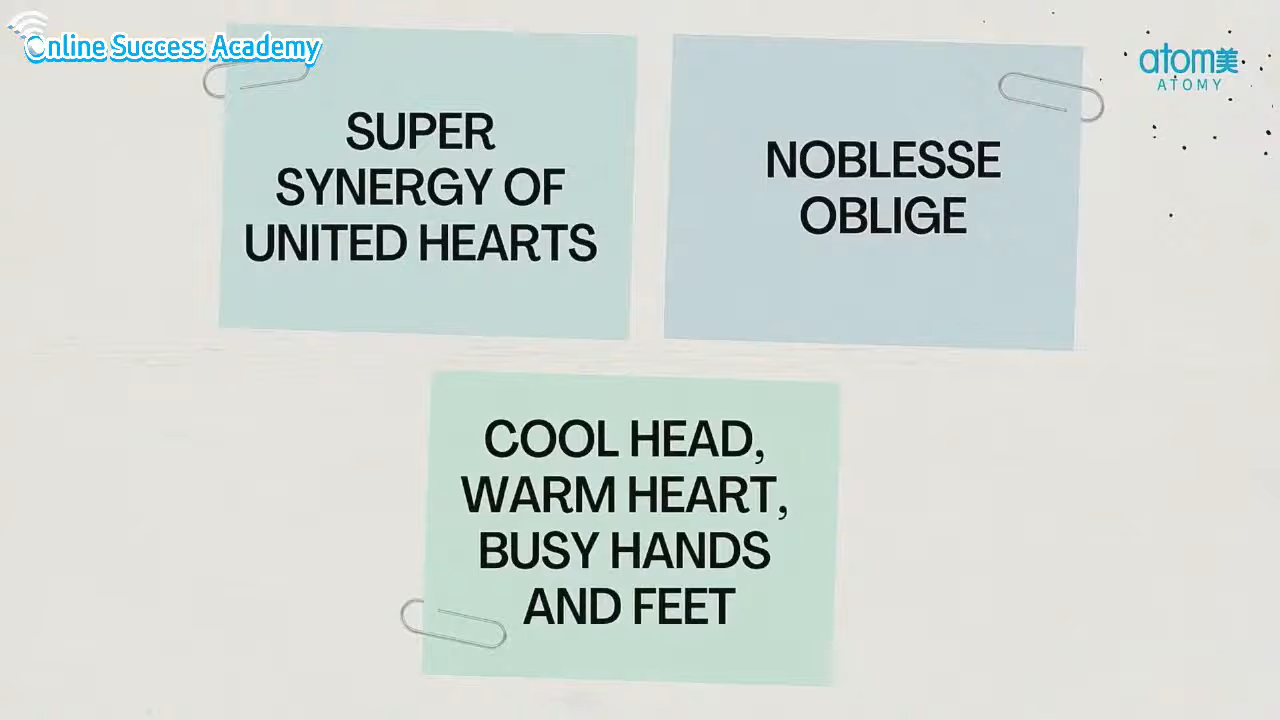 Online Success Academy
atom美
ATOMY
SUPER
SYNERGY OF
UNITED HEARTS
NOBLESSE
OBLIGE
COOL HEAD,
WARM HEART,
BUSY HANDS
AND FEET